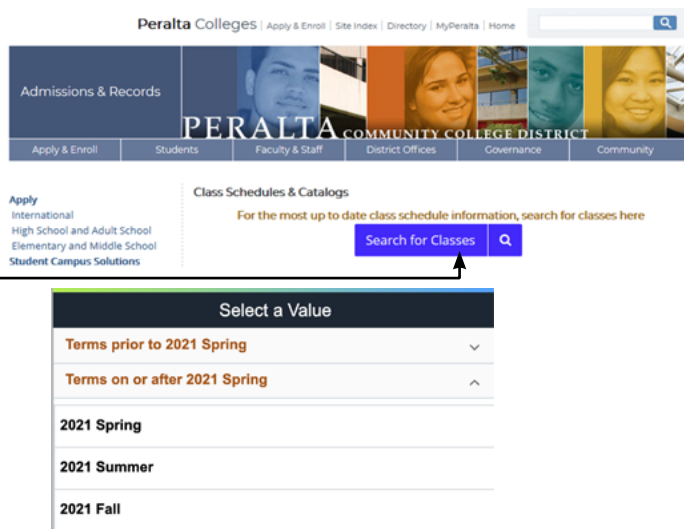 Peralta Colleges | Apply & Enroll | Site Index | Directory | MyPeralta | Home
Admissions & Records
PERALTA COMMUNITY COLLEGE DISTRICT
Apply & Enroll Students Faculty & Staff District Offices Governance Community
Apply
International
High School and Adult School
Elementary and Middle School
Student Campus Solutions
Class Schedules & Catalogs
For the most up to date class schedule information, search for classes here
Search for Classes
Select a Value
Terms prior to 2021 Spring
Terms on or after 2021 Spring
2021 Spring
2021 Summer
2021 Fall